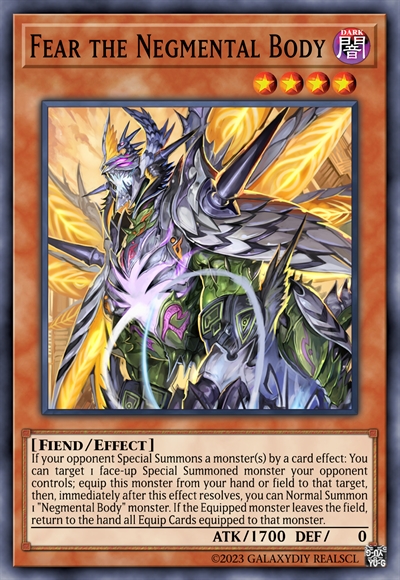 FEAR THE NEGMENTAL BODY
DARK
闇
[FIEND/EFFECT]
If your opponent Special Summons a monster(s) by a card effect: You
can target 1 face-up Special Summoned monster your opponent
controls; equip this monster from your hand or field to that target,
then, immediately after this effect resolves, you can Normal Summon
1 "Negmental Body" monster. If the Equipped monster leaves the field,
return to the hand all Equip Cards equipped to that monster.
ATK/1700 DEF/ 0
©2023 GALAXYDIY REALSCL